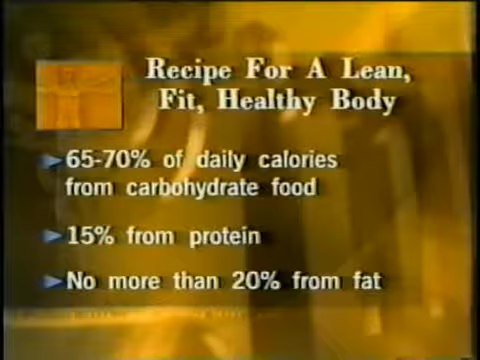 Recipe For A Lean,
Fit, Healthy Body
65-70% of daily calories
from carbohydrate food
15% from protein
No more than 20% from fat